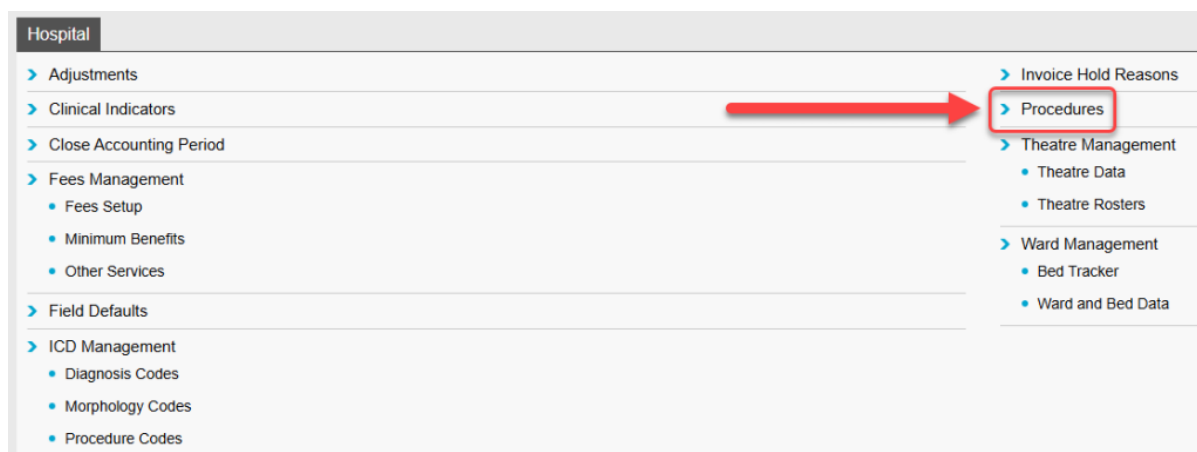 Hospital
Adjustments
Clinical Indicators
Close Accounting Period
Fees Management
Fees Setup
Minimum Benefits
Other Services
Field Defaults
ICD Management
Diagnosis Codes
Morphology Codes
Procedure Codes
Invoice Hold Reasons
Procedures
Theatre Management
Theatre Data
Theatre Rosters
Ward Management
Bed Tracker
Ward and Bed Data